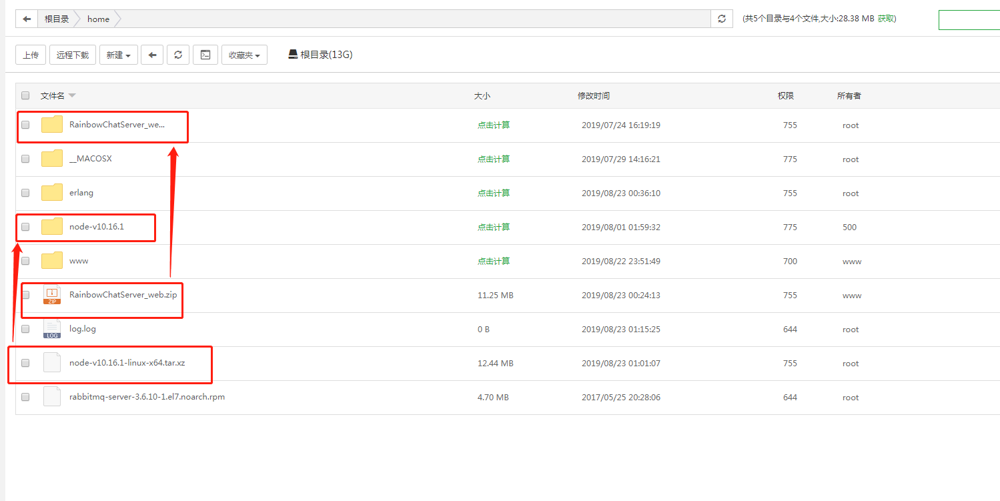 根目录 home (共5个目录与4个文件,大小:28.38 MB 获取)
上传 远程下载 新建 收藏夹 根目录(13G)
文件名 大小 修改时间 权限 所有者
RainbowChatServer_we... 点击计算 2019/07/24 16:19:19 755 root
__MACOSX 点击计算 2019/07/29 14:16:21 775 root
erlang 点击计算 2019/08/23 00:36:10 755 root
node-v10.16.1 点击计算 2019/08/01 01:59:32 775 500
www 点击计算 2019/08/22 23:51:49 700 www
ZIP RainbowChatServer_web.zip 11.25 MB 2019/08/23 00:24:13 755 www
LOG log.log 0 B 2019/08/23 01:15:25 644 root
node-v10.16.1-linux-x64.tar.xz 12.44 MB 2019/08/23 01:01:07 755 root
rabbitmq-server-3.6.10-1.el7.noarch.rpm 4.70 MB 2017/05/25 20:28:06 644 root